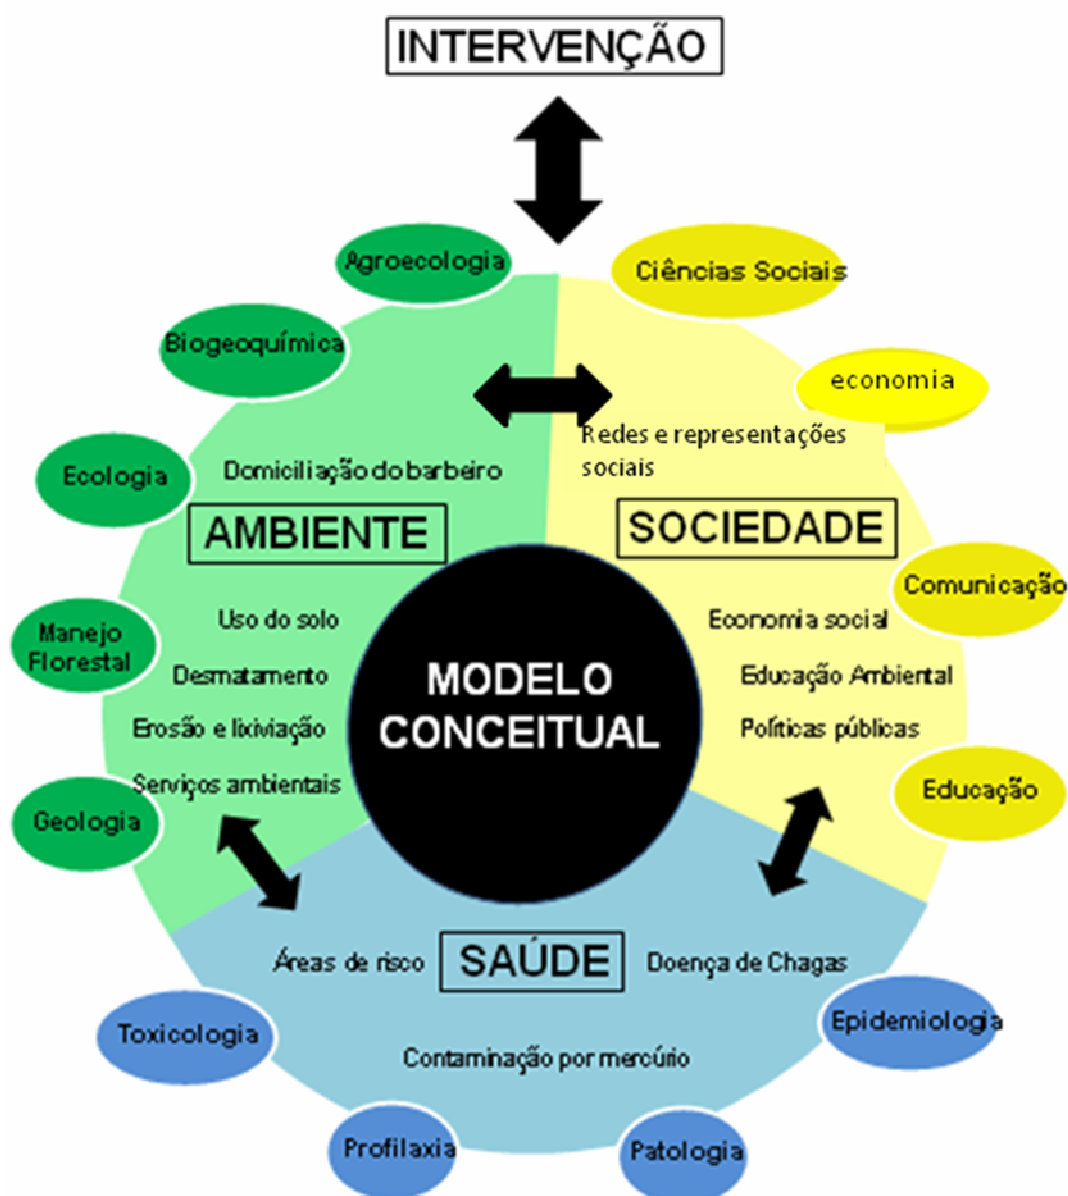 INTERVENÇÃO
Agroecologia
Ciências Sociais
Biogeoquímica
economia
Redes e representações
sociais
Ecologia
Domiciliação do barbeiro
AMBIENTE
SOCIEDADE
Comunicação
Uso do solo
Economia social
Manejo
Florestal
MODELO
CONCEITUAL
Desmatamento
Educação Ambiental
Erosão e lixiviação
Políticas públicas
Serviços ambientais
Educação
Geologia
Áreas de risco
SAÚDE
Doença de Chagas
Toxicologia
Epidemiologia
Contaminação por mercúrio
Profilaxia
Patologia